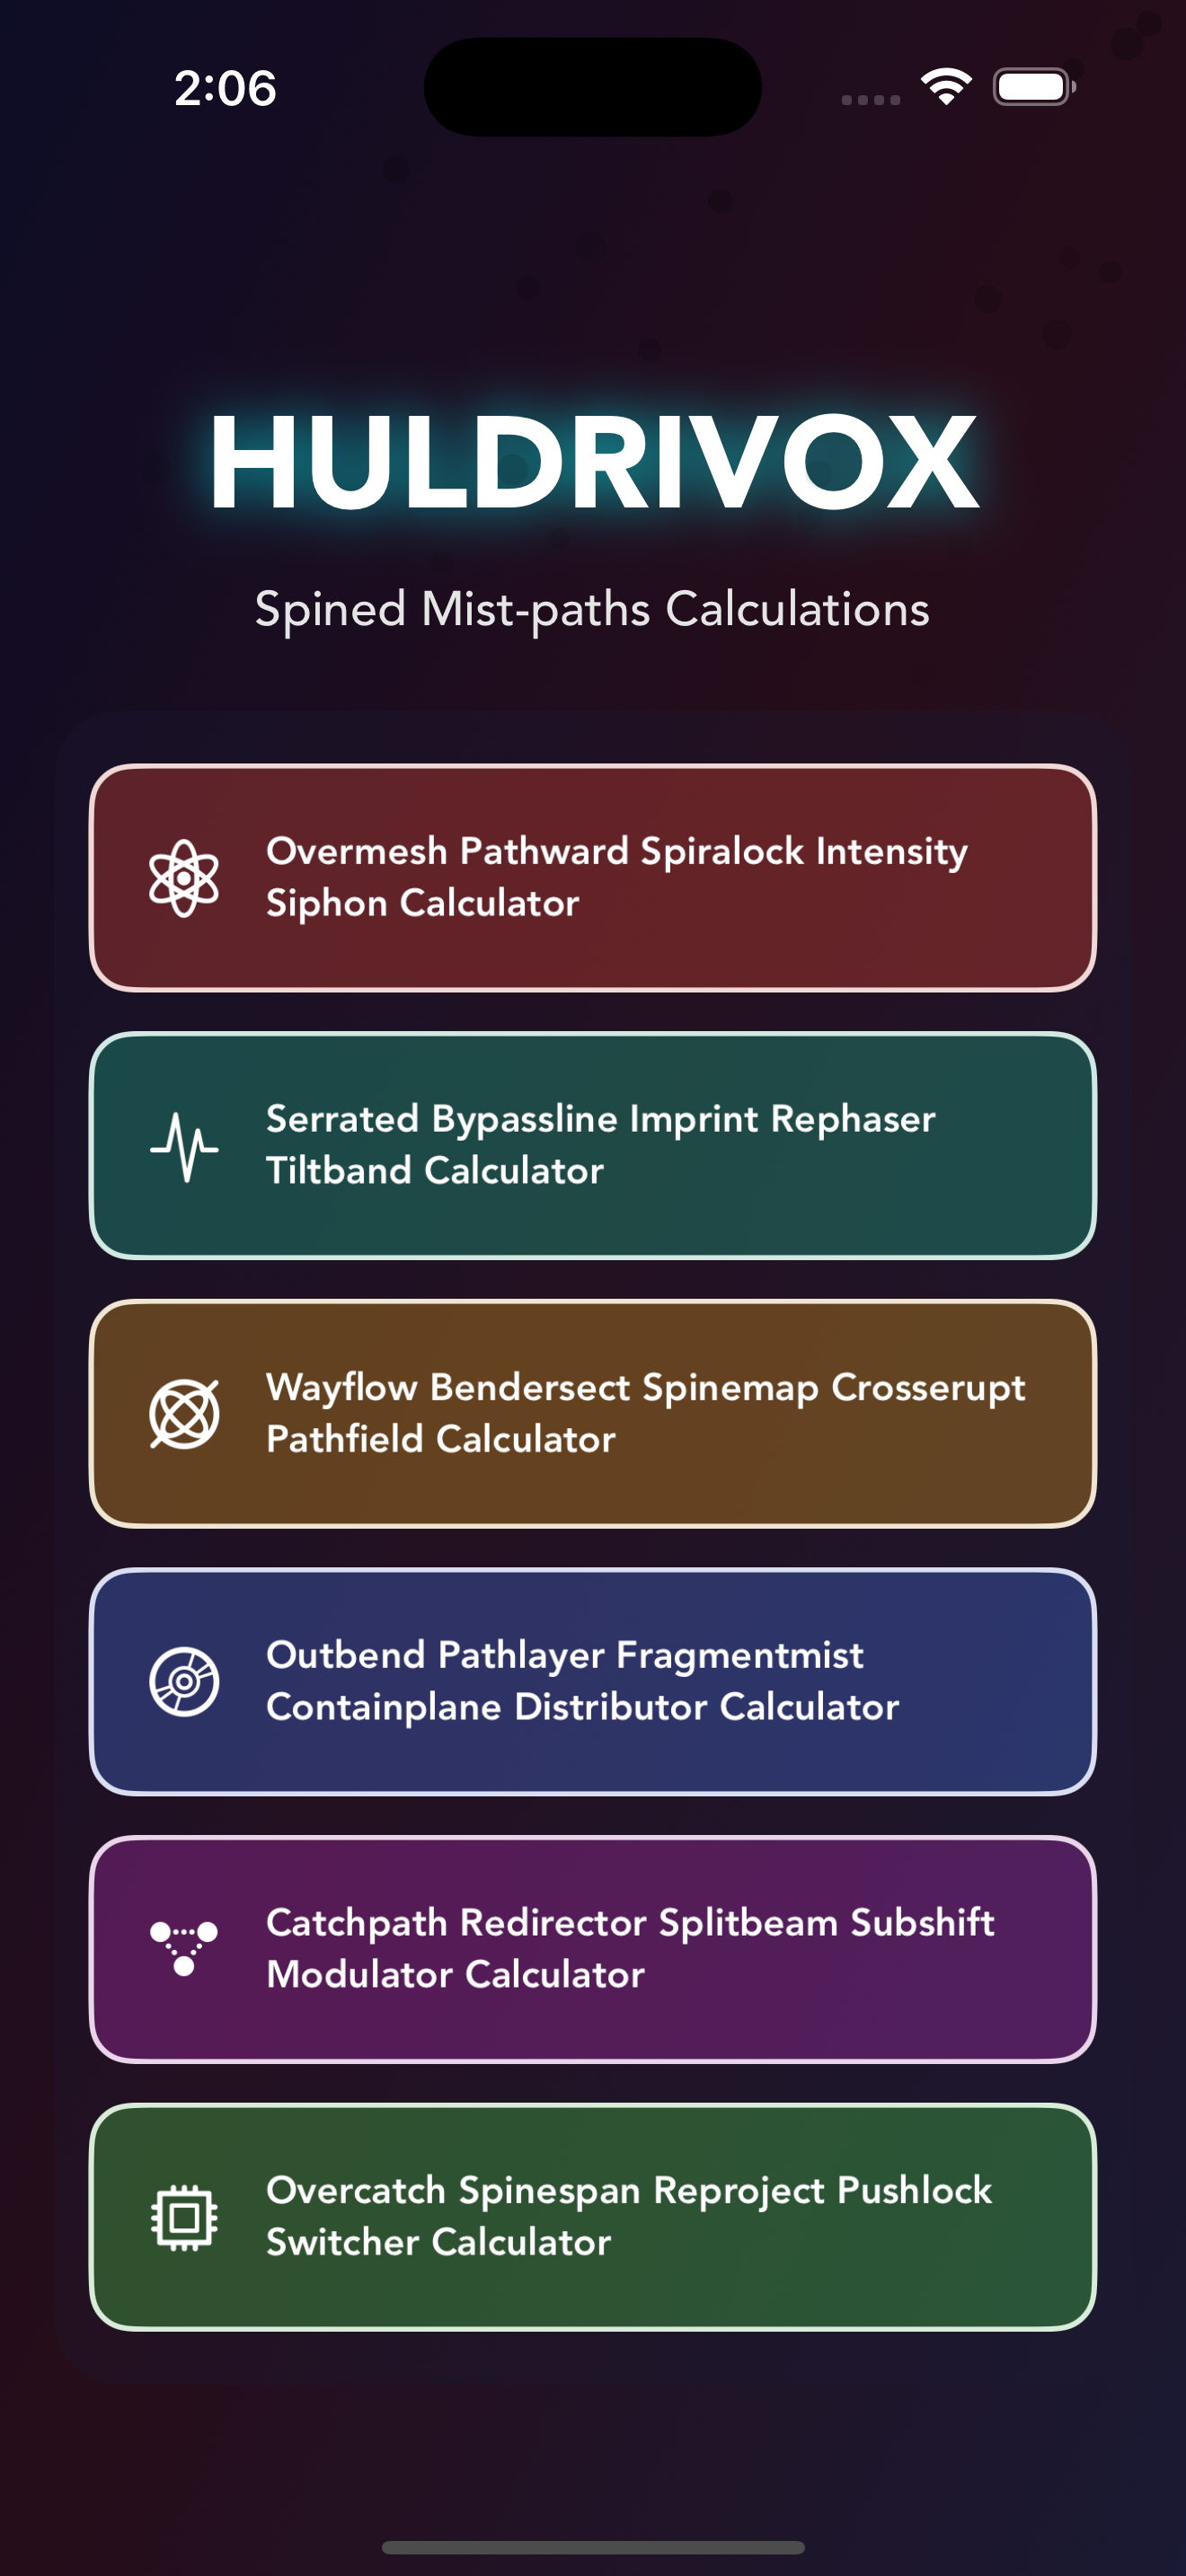 2:06
HULDRIVOX
Spined Mist-paths Calculations
Overmesh Pathward Spiralock Intensity
Siphon Calculator
Serrated Bypassline Imprint Rephaser
Tiltband Calculator
Wayflow Bendersect Spinemap Crosserupt
Pathfield Calculator
Outbend Pathlayer Fragmentmist
Containplane Distributor Calculator
Catchpath Redirector Splitbeam Subshift
Modulator Calculator
Overcatch Spinespan Reproject Pushlock
Switcher Calculator